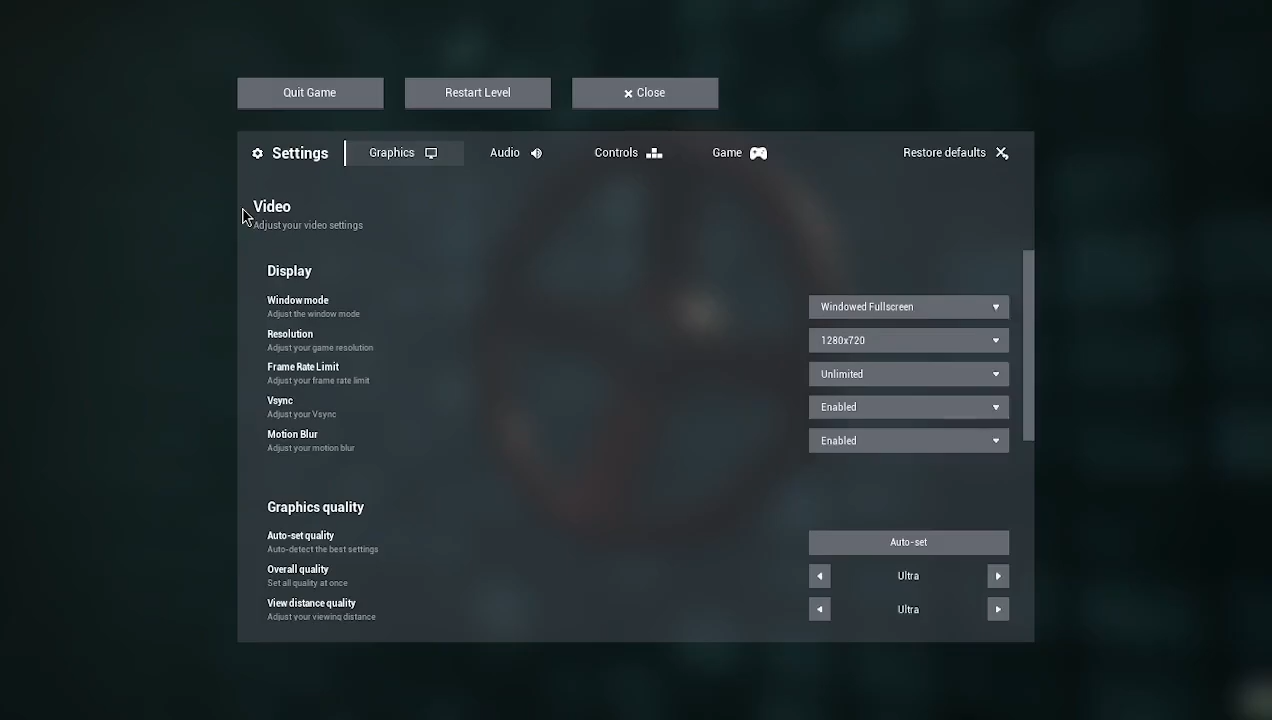 Quit Game
Restart Level
Close
Settings
Graphics
Audio
Controls
Game
Restore defaults
Video
Adjust your video settings
Display
Window mode
Windowed Fullscreen
Adjust the window mode
Resolution
1280x720
Adjust your game resolution
Frame Rate Limit
Unlimited
Adjust your frame rate limit
Vsync
Enabled
Adjust your Vsync
Motion Blur
Enabled
Adjust your motion blur
Graphics quality
Auto-set quality
Auto-set
Auto-detect the best settings
Overall quality
Ultra
Set all quality at once
View distance quality
Ultra
Adjust your viewing distance